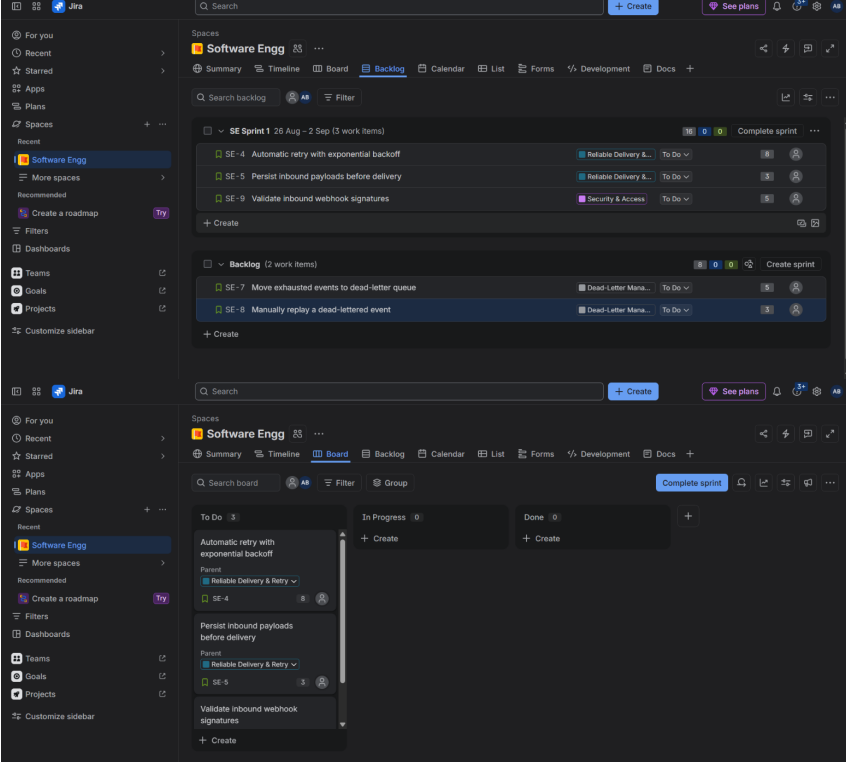 Jira
Search
+ Create
See plans
3+
AB
For you
Recent
Starred
Apps
Plans
Spaces
Recent
Software Engg
More spaces
Recommended
Create a roadmap
Try
Filters
Dashboards
Teams
Goals
Projects
Customize sidebar
Spaces
Software Engg
Summary Timeline Board Backlog Calendar List Forms Development Docs
Search backlog
AB
Filter
SE Sprint 1 26 Aug – 2 Sep (3 work items) 16 0 0 Complete sprint
SE-4 Automatic retry with exponential backoff Reliable Delivery &... To Do 8
SE-5 Persist inbound payloads before delivery Reliable Delivery &... To Do 3
SE-9 Validate inbound webhook signatures Security & Access To Do 5
+ Create
Backlog (2 work items) 8 0 0 Create sprint
SE-7 Move exhausted events to dead-letter queue Dead-Letter Mana... To Do 5
SE-8 Manually replay a dead-lettered event Dead-Letter Mana... To Do 3
+ Create
Jira
Search
+ Create
See plans
3+
AB
For you
Recent
Starred
Apps
Plans
Spaces
Recent
Software Engg
More spaces
Recommended
Create a roadmap
Try
Filters
Dashboards
Teams
Goals
Projects
Customize sidebar
Spaces
Software Engg
Summary Timeline Board Backlog Calendar List Forms Development Docs
Search board
AB
Filter
Group
Complete sprint
To Do 3
Automatic retry with
exponential backoff
Parent
Reliable Delivery & Retry
SE-4 8
Persist inbound payloads
before delivery
Parent
Reliable Delivery & Retry
SE-5 3
Validate inbound webhook
signatures
+ Create
In Progress 0
+ Create
Done 0
+ Create